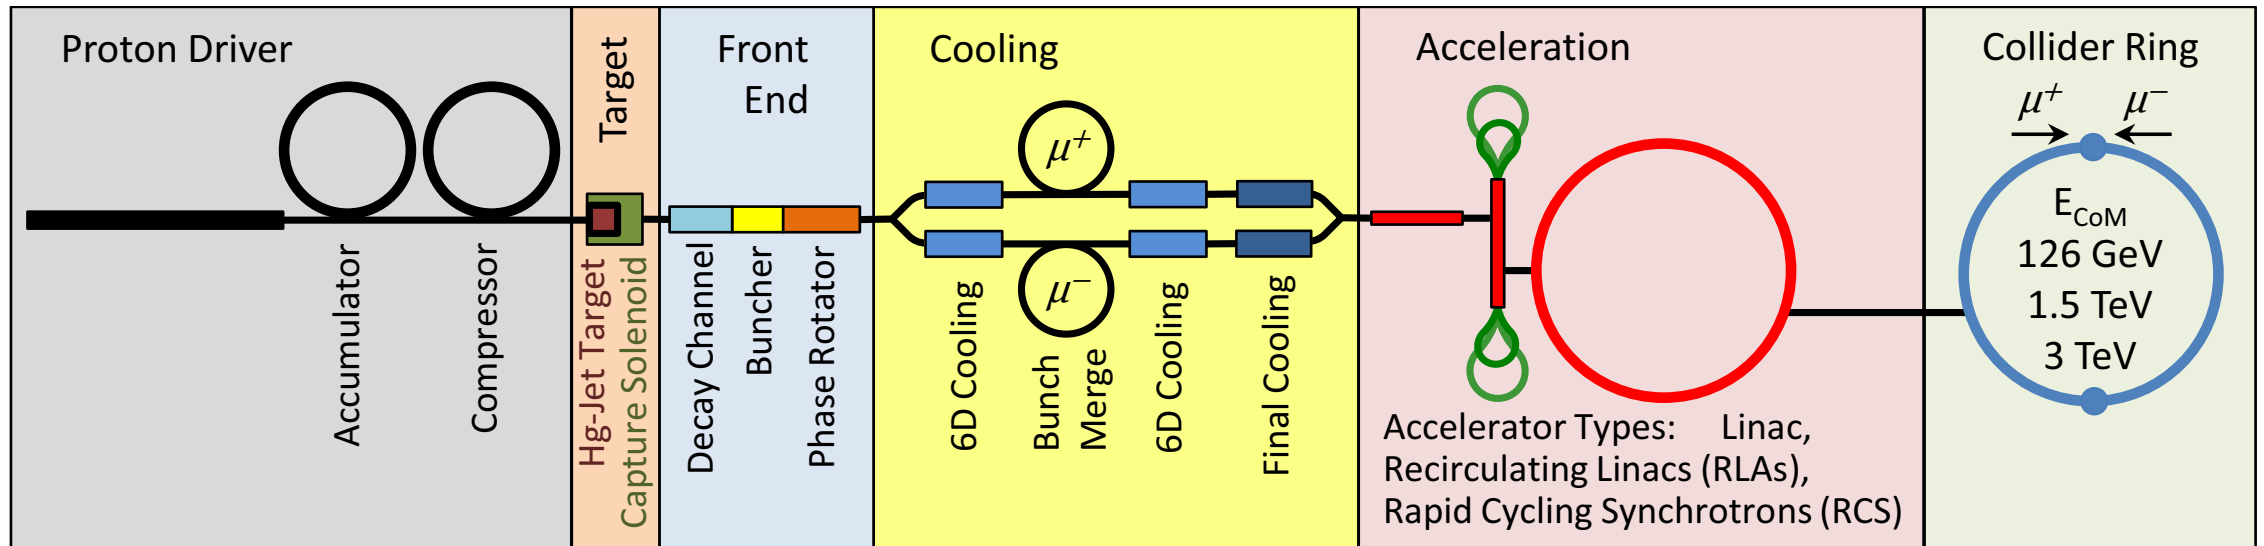 Proton Driver
Accumulator
Compressor
Target
Hg-Jet Target
Capture Solenoid
Front
End
Decay Channel
Buncher
Phase Rotator
Cooling
μ+
μ−
6D Cooling
Bunch
Merge
6D Cooling
Final Cooling
Acceleration
Accelerator Types: Linac,
Recirculating Linacs (RLAs),
Rapid Cycling Synchrotrons (RCS)
Collider Ring
μ+ μ−
ECoM
126 GeV
1.5 TeV
3 TeV